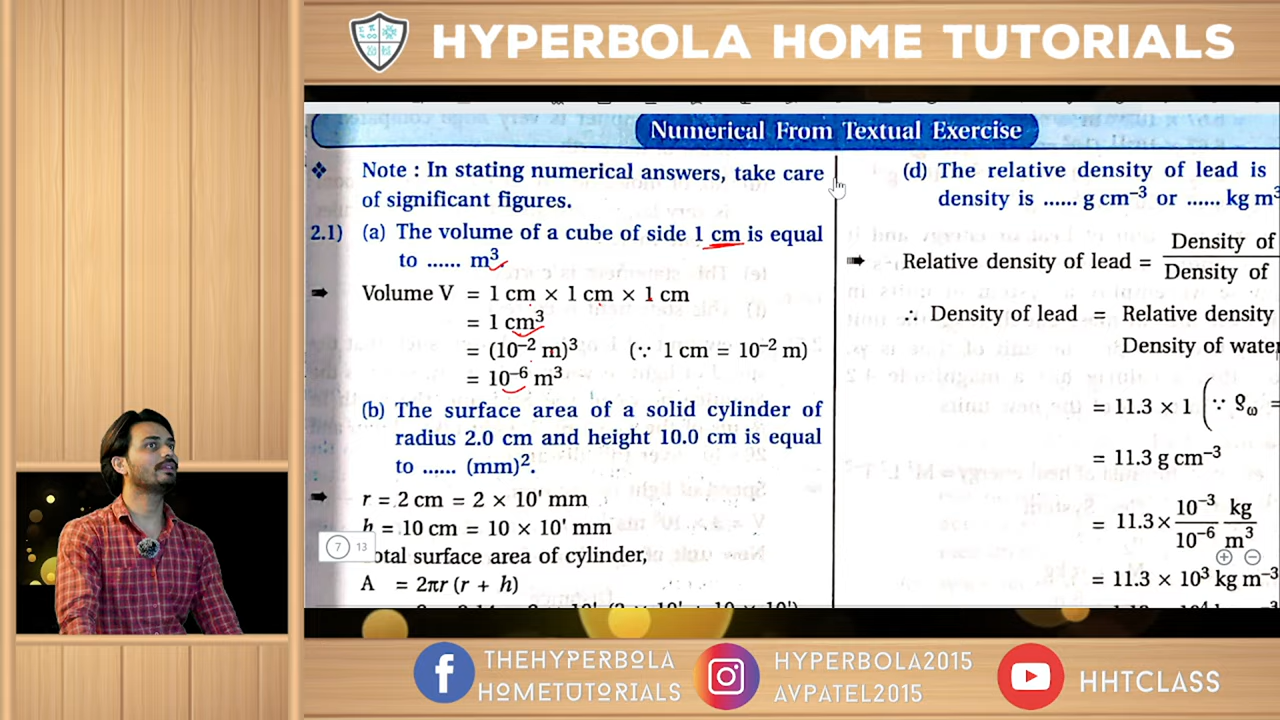 HYPERBOLA HOME TUTORIALS
Numerical From Textual Exercise
❖ Note : In stating numerical answers, take care
of significant figures.
2.1) (a) The volume of a cube of side 1 cm is equal
to ...... m³.
➠ Volume V = 1 cm × 1 cm × 1 cm
= 1 cm³
= (10⁻² m)³ (∵ 1 cm = 10⁻² m)
= 10⁻⁶ m³
(b) The surface area of a solid cylinder of
radius 2.0 cm and height 10.0 cm is equal
to ...... (mm)².
➠ r = 2 cm = 2 × 10' mm
h = 10 cm = 10 × 10' mm
7 13
otal surface area of cylinder,
A = 2πr (r + h)
(d) The relative density of lead is
density is ...... g cm⁻³ or ...... kg m³
➠ Relative density of lead = Density of
Density of
∴ Density of lead = Relative density
Density of water
= 11.3 × 1 (∵ ϱω =
= 11.3 g cm⁻³
= 11.3 × 10⁻³ kg
10⁻⁶ m³
= 11.3 × 10³ kg m⁻³
THEHYPERBOLA
HOMETUTORIALS
HYPERBOLA2015
AVPATEL2015
HHTCLASS